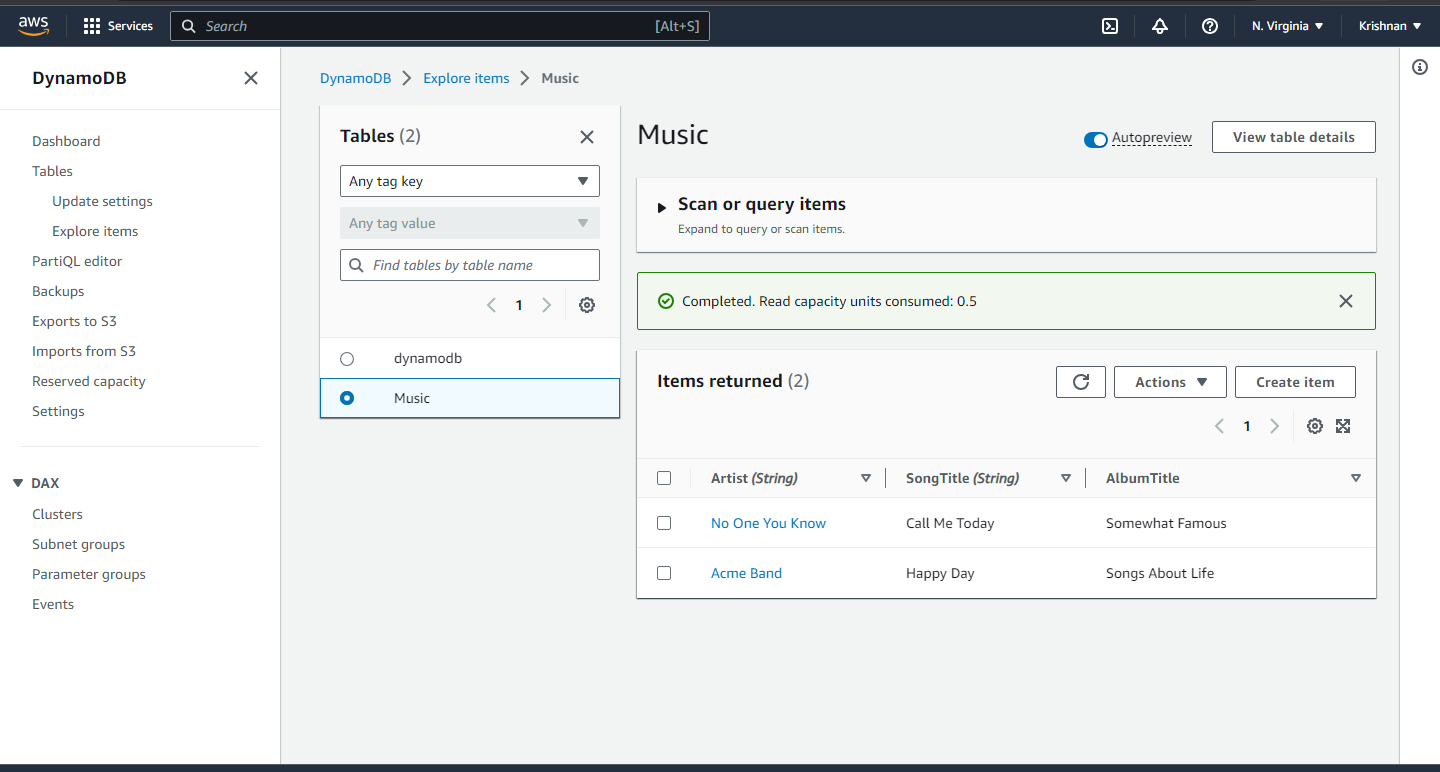 aws Services Search [Alt+S] N. Virginia Krishnan
DynamoDB
Dashboard
Tables
Update settings
Explore items
PartiQL editor
Backups
Exports to S3
Imports from S3
Reserved capacity
Settings
DAX
Clusters
Subnet groups
Parameter groups
Events
DynamoDB Explore items Music
Tables (2)
Any tag key
Any tag value
Find tables by table name
1
dynamodb
Music
Music
Autopreview View table details
Scan or query items
Expand to query or scan items.
Completed. Read capacity units consumed: 0.5
Items returned (2) Actions Create item
1
Artist (String) SongTitle (String) AlbumTitle
No One You Know Call Me Today Somewhat Famous
Acme Band Happy Day Songs About Life